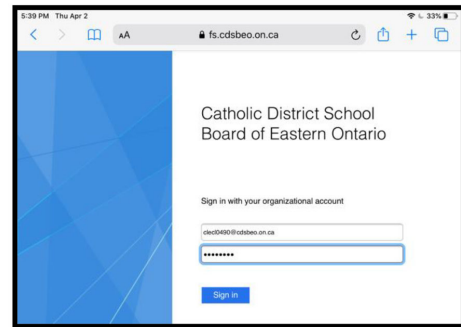 5:39 PM Thu Apr 2
33%
AA
fs.cdsbeo.on.ca
Catholic District School
Board of Eastern Ontario
Sign in with your organizational account
clecl0490@cdsbeo.on.ca
••••••••
Sign in